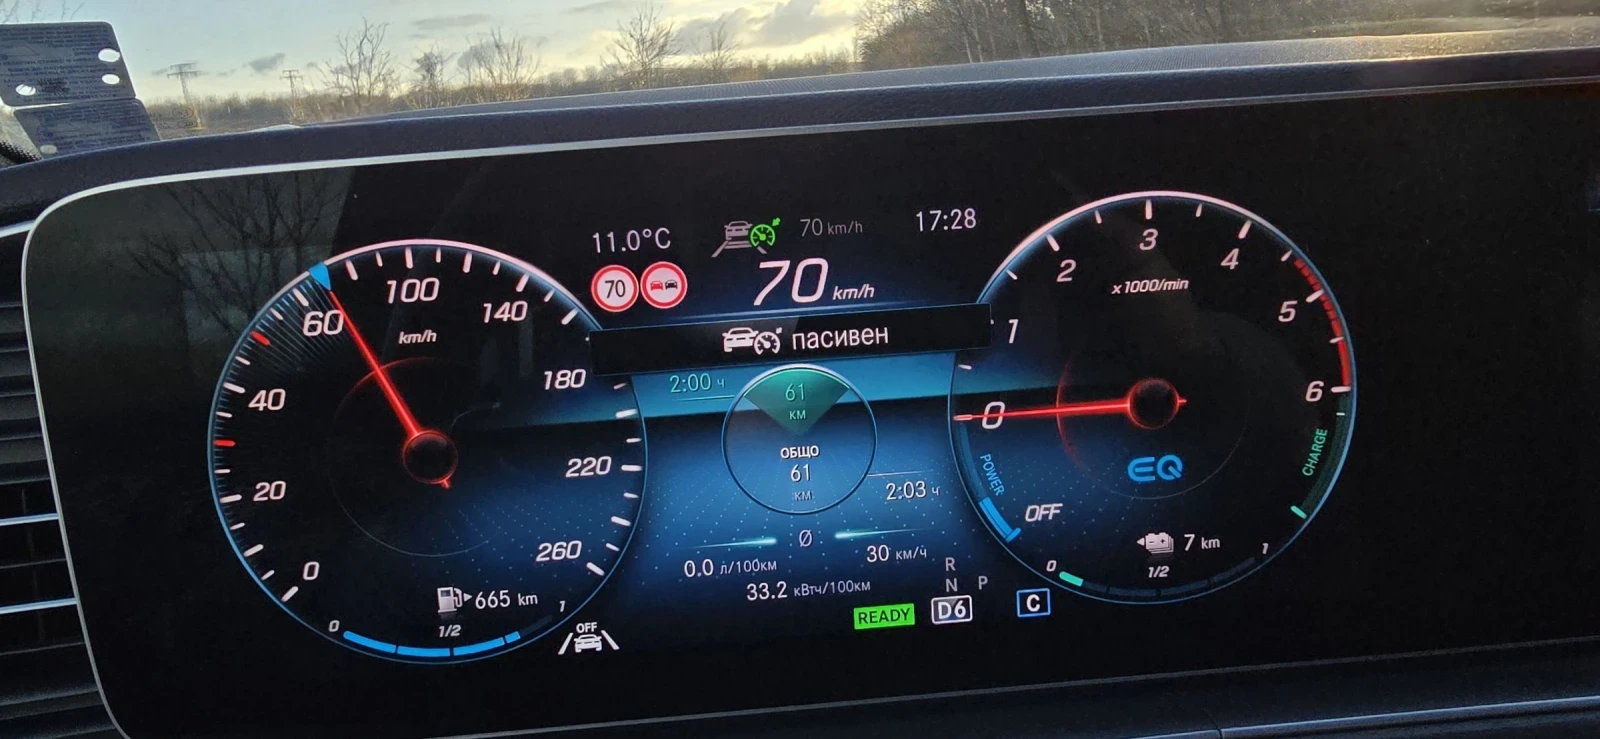 11.0°C
70 km/h
17:28
70
70 km/h
пасивен
100
140
60
km/h
180
40
220
20
260
0
665 km
0
1/2
1
OFF
2:00 ч
61
км
ОБЩО
61
км
2:03 ч
Ø
0.0 л/100км
30 км/ч
33.2 кВтч/100км
READY
R
N
P
D6
C
3
2
4
x1000/min
1
5
6
0
POWER
CHARGE
EQ
OFF
7 km
0
1/2
1